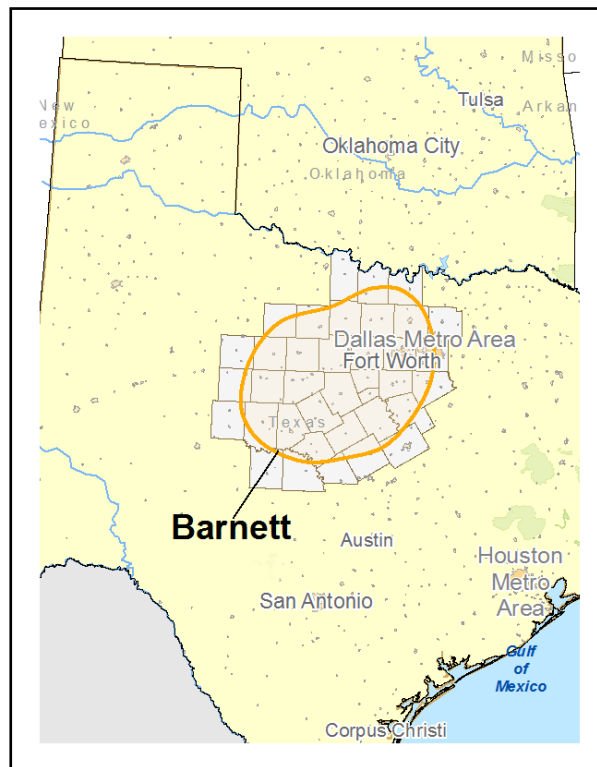 Misso
Tulsa
New
exico
Arkan
Oklahoma City
Oklahoma
Dallas Metro Area
Fort Worth
Texas
Barnett
Austin
Houston
Metro
Area
San Antonio
Gulf
of
Mexico
Corpus Christi